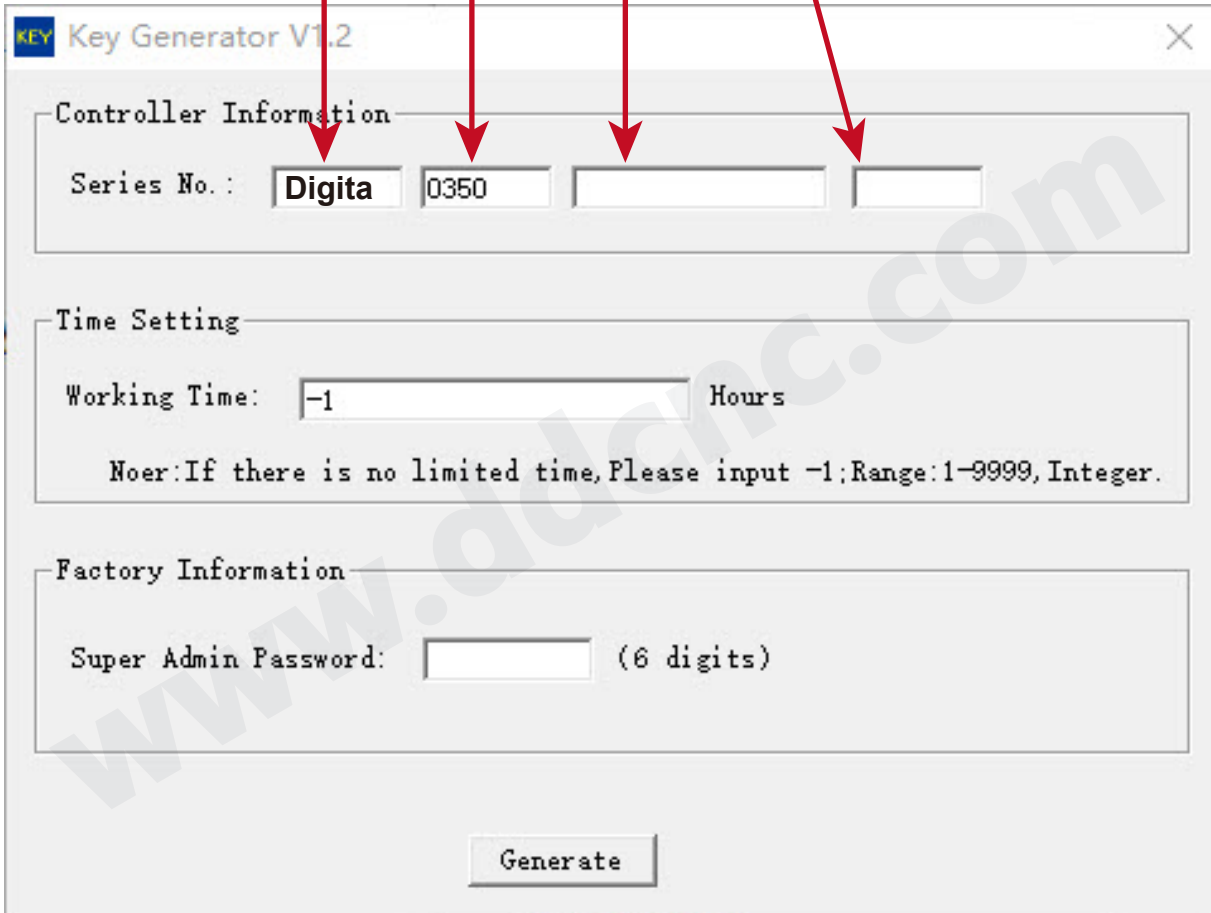 KEY Key Generator V1.2
Controller Information
Series No.: Digita 0350
Time Setting
Working Time: -1 Hours
Noer:If there is no limited time,Please input -1;Range:1-9999,Integer.
Factory Information
Super Admin Password: (6 digits)
Generate
www.ddcnc.com